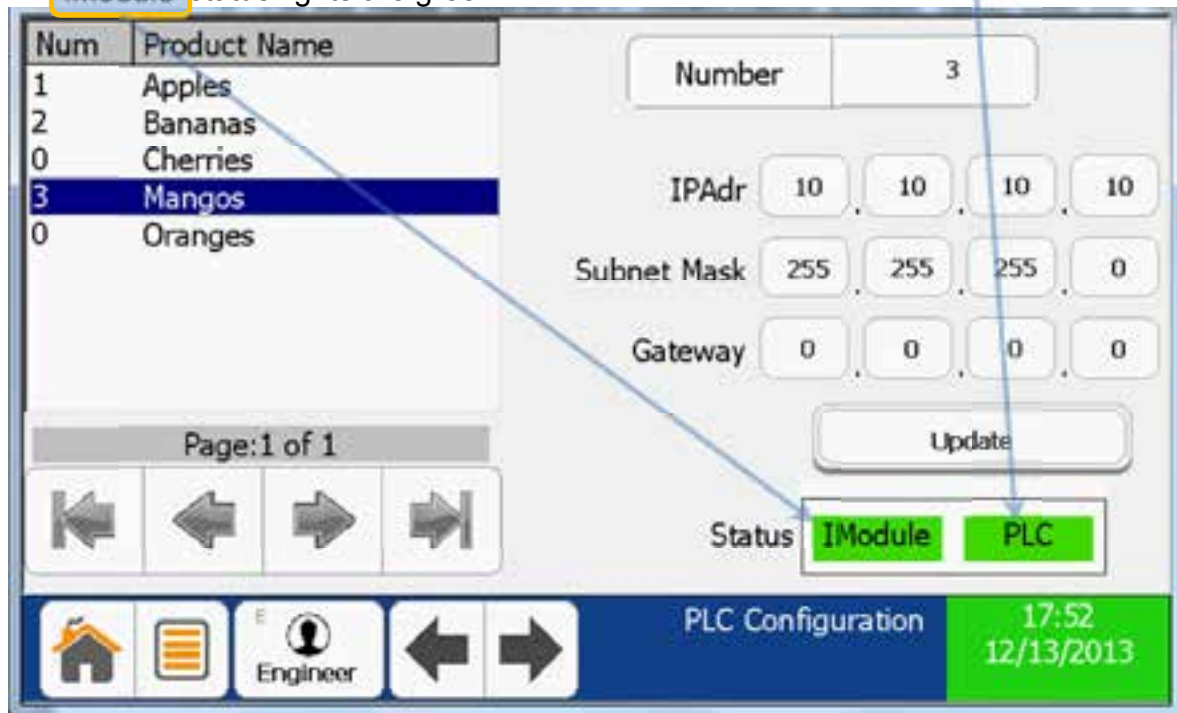 Num Product Name
1 Apples
2 Bananas
0 Cherries
3 Mangos
0 Oranges
Page:1 of 1
Number 3
IPAdr 10 . 10 . 10 . 10
Subnet Mask 255 . 255 . 255 . 0
Gateway 0 . 0 . 0 . 0
Update
Status IModule PLC
E
Engineer
PLC Configuration
17:52
12/13/2013